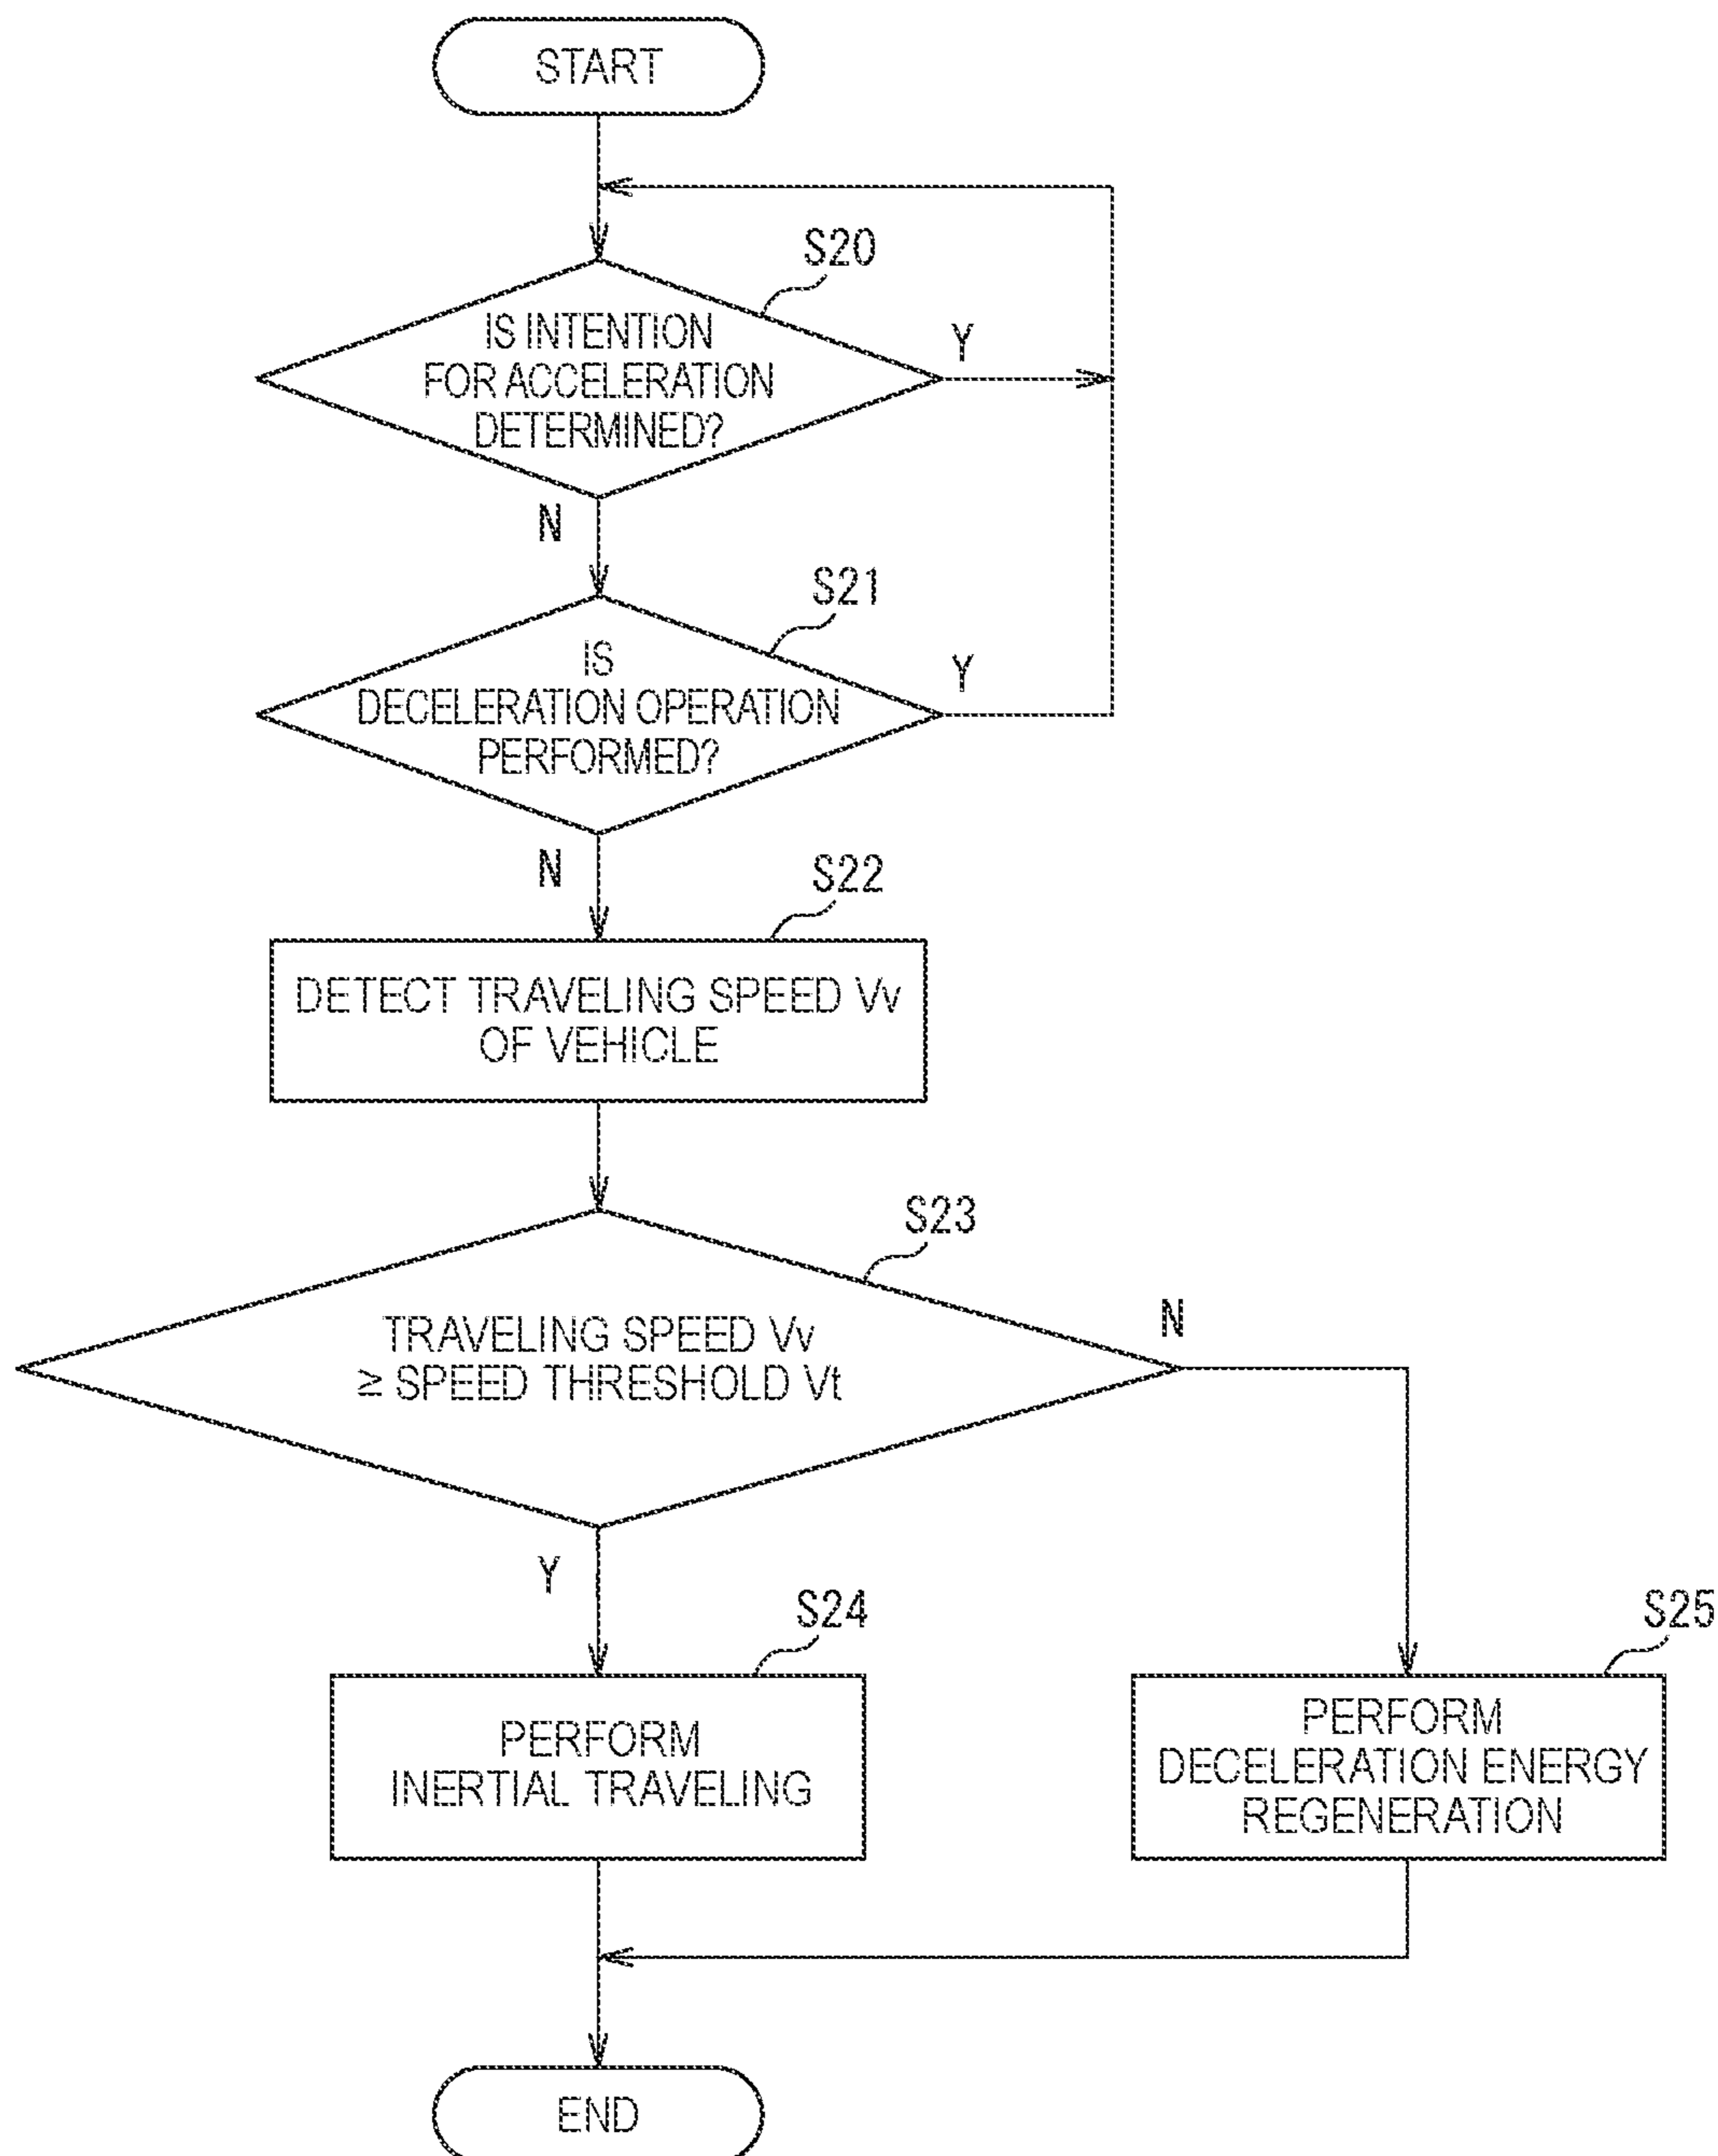 START
S20
IS INTENTION
FOR ACCELERATION
DETERMINED?
Y
N
S21
IS
DECELERATION OPERATION
PERFORMED?
Y
N
S22
DETECT TRAVELING SPEED Vv
OF VEHICLE
S23
TRAVELING SPEED Vv
≥ SPEED THRESHOLD Vt
N
Y
S24
PERFORM
INERTIAL TRAVELING
S25
PERFORM
DECELERATION ENERGY
REGENERATION
END